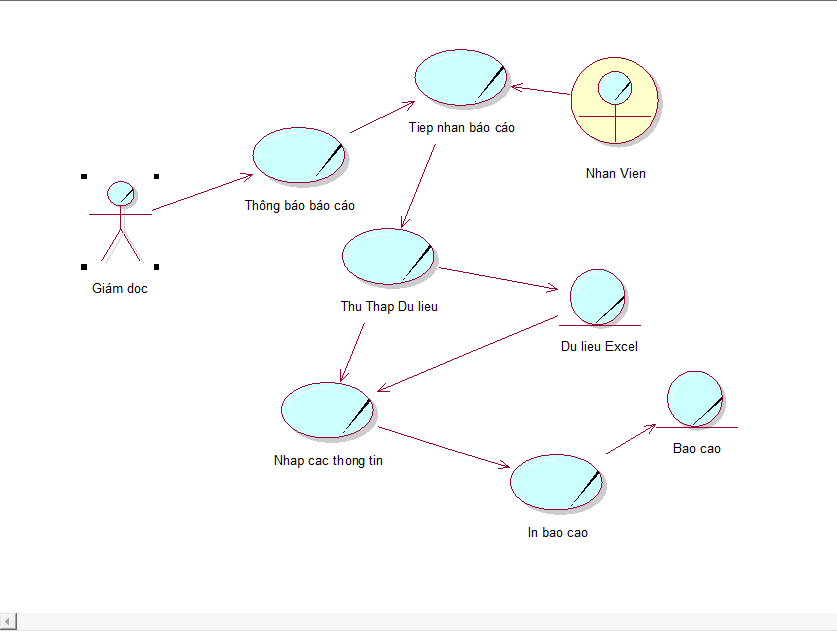 Tiep nhan báo cáo
Nhan Vien
Thông báo báo cáo
Giám doc
Thu Thap Du lieu
Du lieu Excel
Bao cao
Nhap cac thong tin
In bao cao